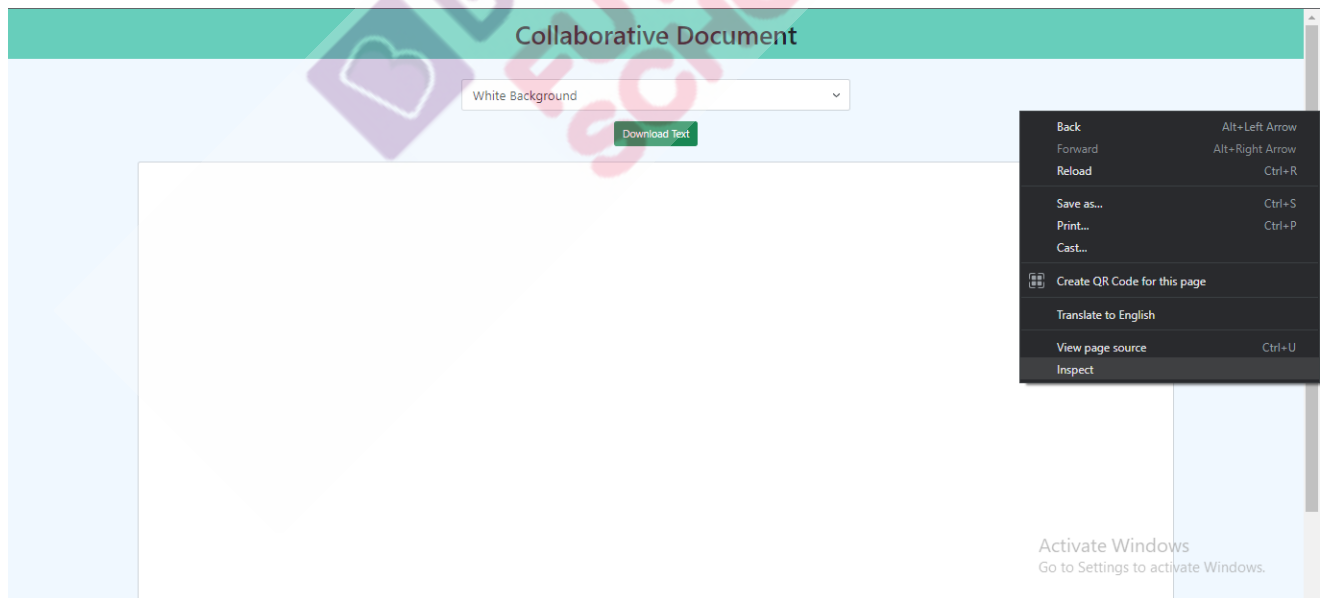 Collaborative Document
White Background
Download Text
Back Alt+Left Arrow
Forward Alt+Right Arrow
Reload Ctrl+R
Save as... Ctrl+S
Print... Ctrl+P
Cast...
Create QR Code for this page
Translate to English
View page source Ctrl+U
Inspect
Activate Windows
Go to Settings to activate Windows.